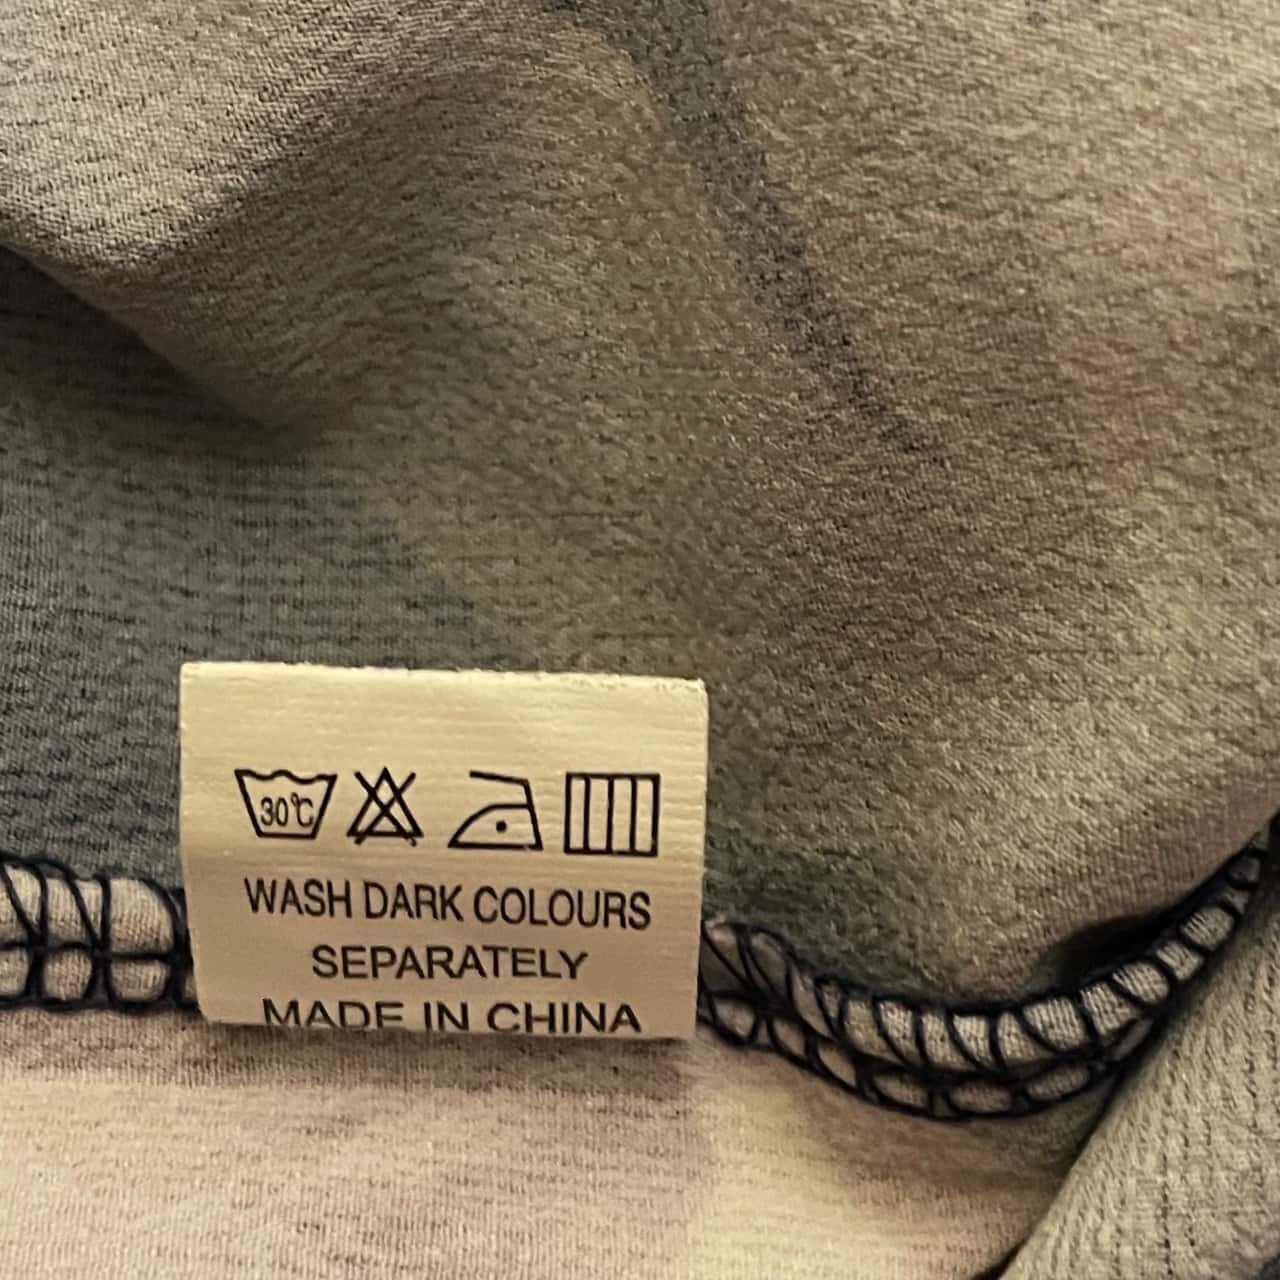 30℃
WASH DARK COLOURS
SEPARATELY
MADE IN CHINA